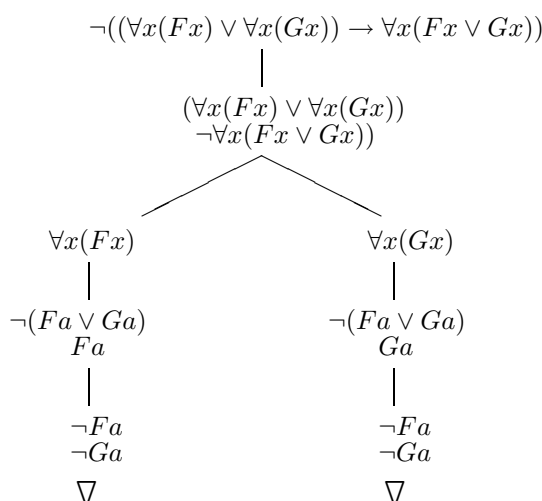 ¬((∀x(Fx) ∨ ∀x(Gx)) → ∀x(Fx ∨ Gx))
(∀x(Fx) ∨ ∀x(Gx))
¬∀x(Fx ∨ Gx))
∀x(Fx) ∀x(Gx)
¬(Fa ∨ Ga) ¬(Fa ∨ Ga)
Fa Ga
¬Fa ¬Fa
¬Ga ¬Ga
∇ ∇